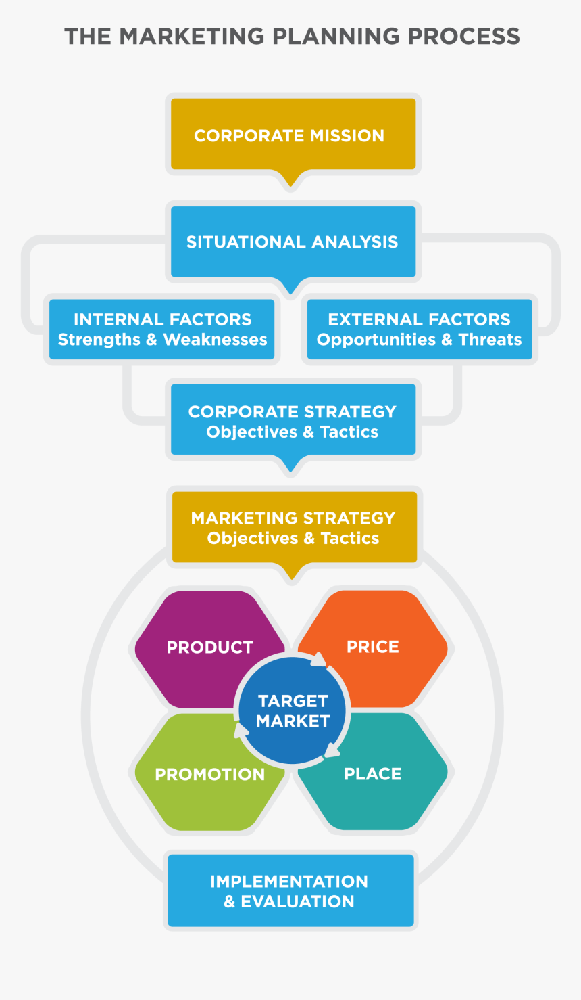 THE MARKETING PLANNING PROCESS
CORPORATE MISSION
SITUATIONAL ANALYSIS
INTERNAL FACTORS
Strengths & Weaknesses
EXTERNAL FACTORS
Opportunities & Threats
CORPORATE STRATEGY
Objectives & Tactics
MARKETING STRATEGY
Objectives & Tactics
PRODUCT
PRICE
TARGET
MARKET
PROMOTION
PLACE
IMPLEMENTATION
& EVALUATION